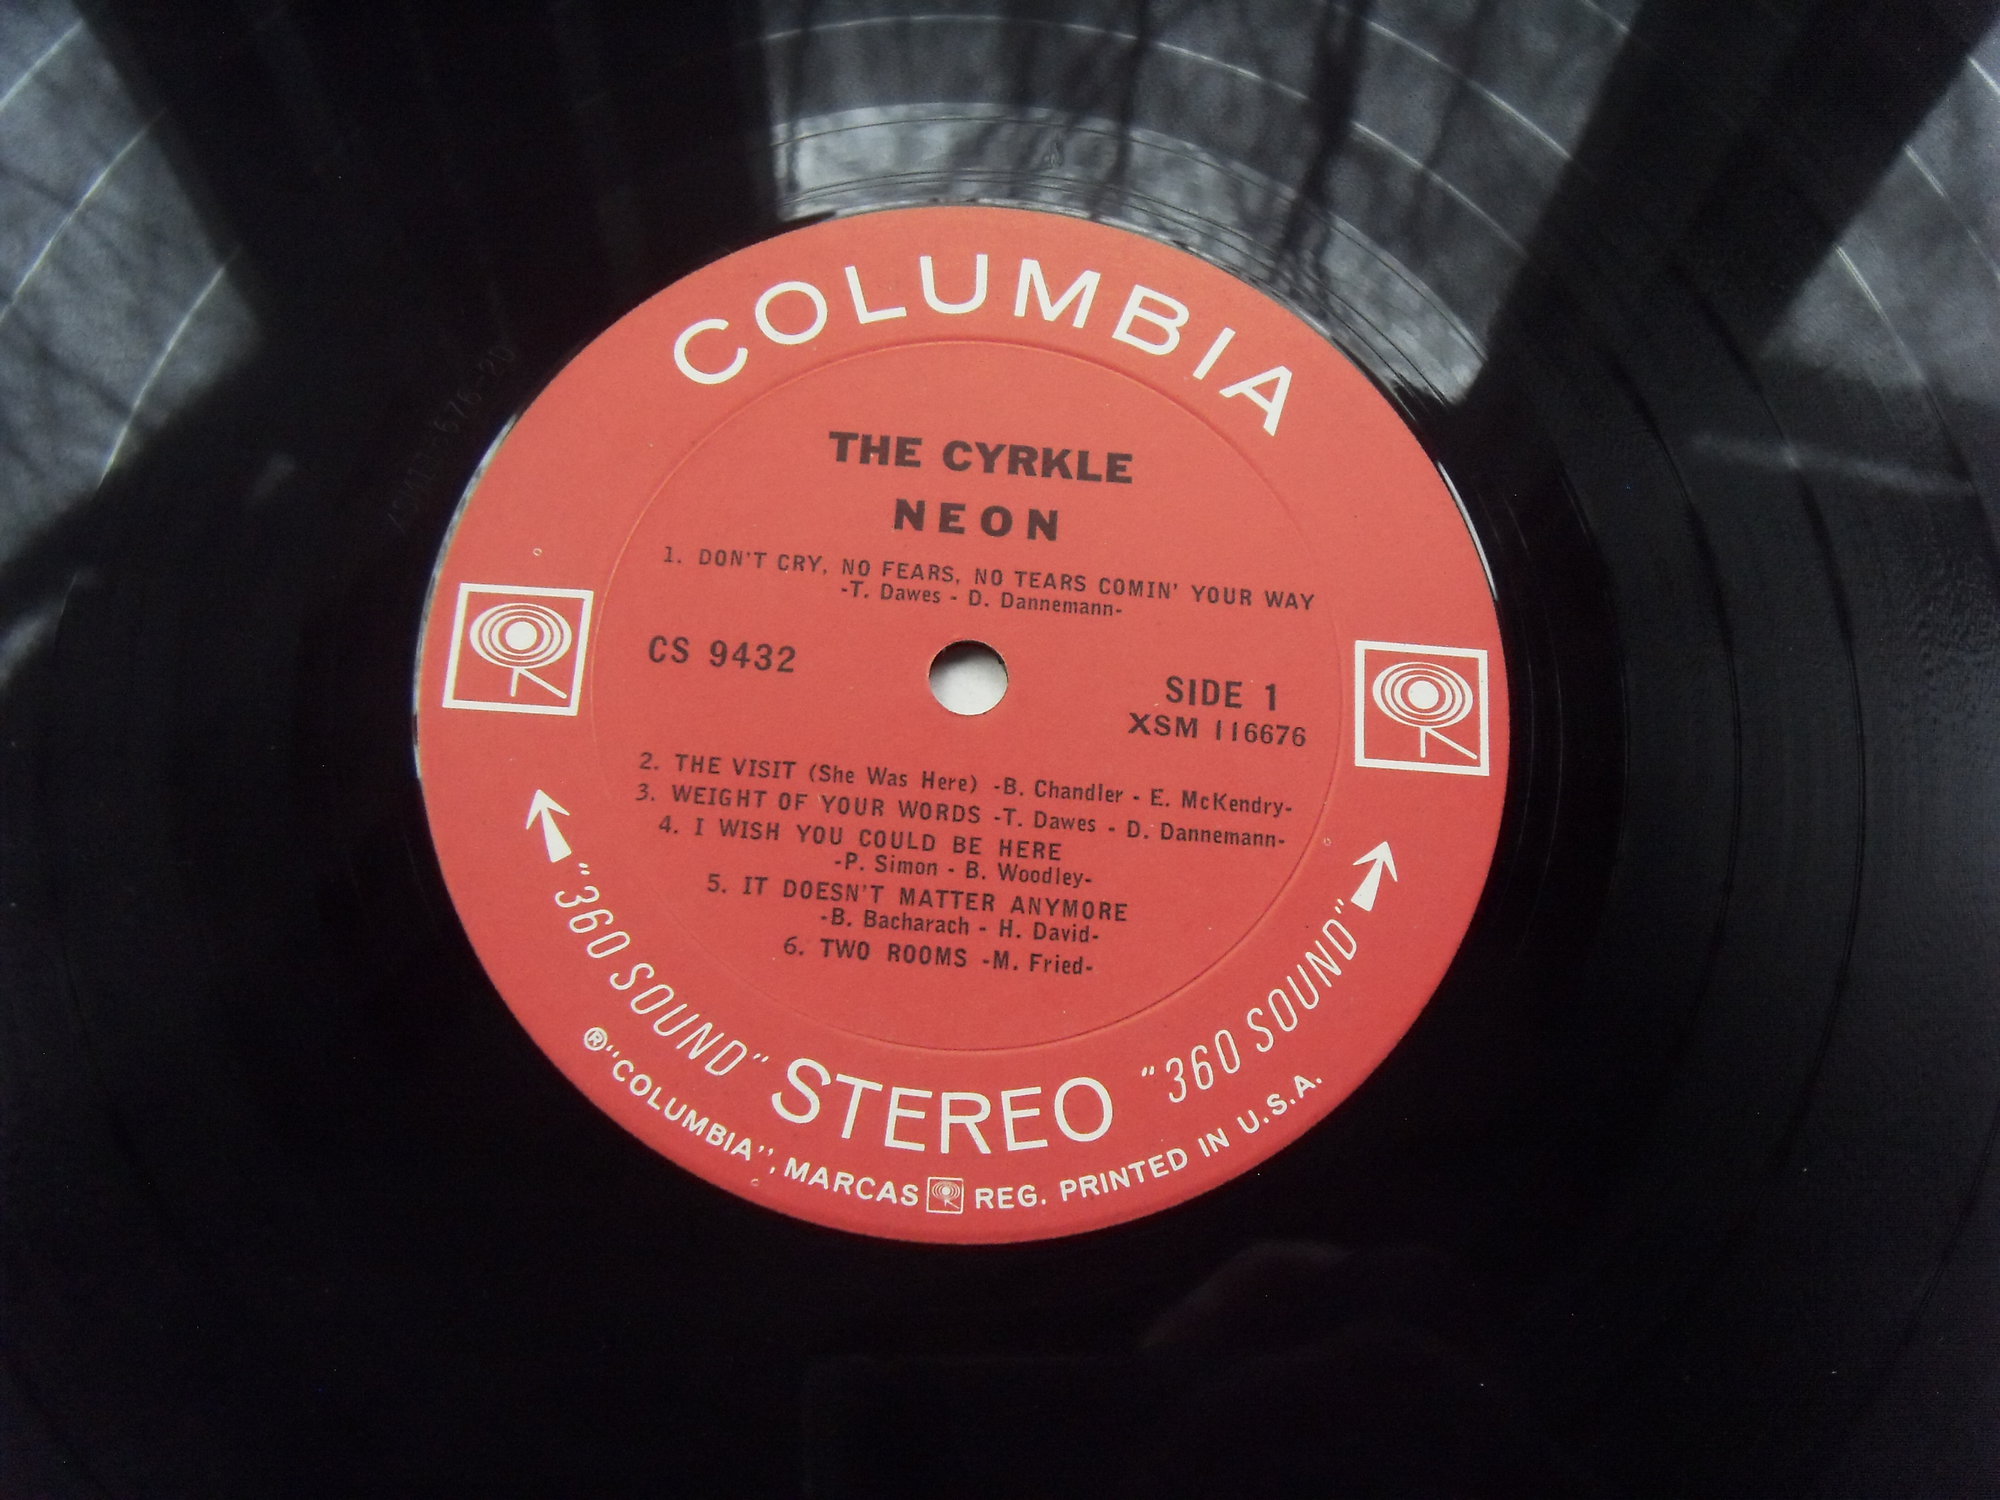 COLUMBIA
THE CYRKLE
NEON
1. DON'T CRY, NO FEARS, NO TEARS COMIN' YOUR WAY
-T. Dawes - D. Dannemann-
CS 9432
SIDE 1
XSM 116676
2. THE VISIT (She Was Here) -B. Chandler - E. McKendry-
3. WEIGHT OF YOUR WORDS -T. Dawes - D. Dannemann-
4. I WISH YOU COULD BE HERE
-P. Simon - B. Woodley-
5. IT DOESN'T MATTER ANYMORE
-B. Bacharach - H. David-
6. TWO ROOMS -M. Fried-
"360 SOUND" STEREO "360 SOUND"
®"COLUMBIA", MARCAS REG. PRINTED IN U.S.A.